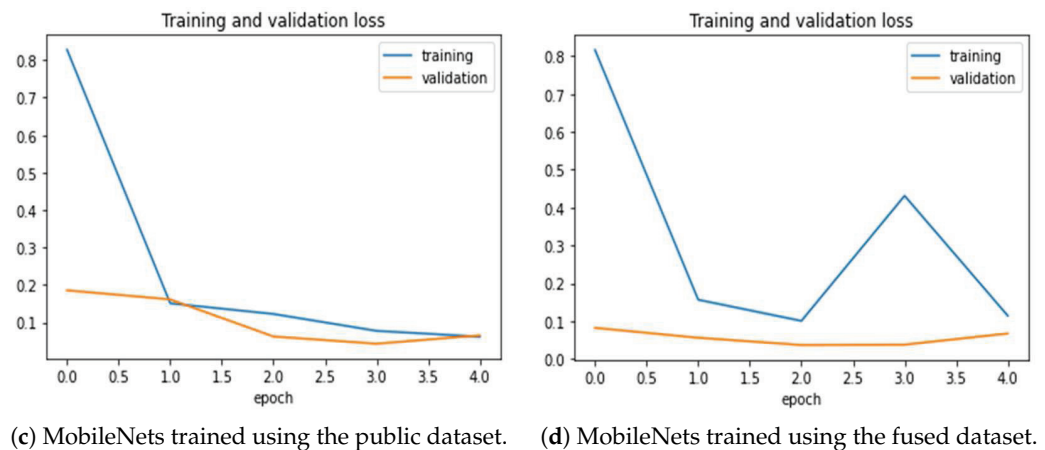 Training and validation loss
training
validation
0.8
0.7
0.6
0.5
0.4
0.3
0.2
0.1
0.0 0.5 1.0 1.5 2.0 2.5 3.0 3.5 4.0
epoch
(c) MobileNets trained using the public dataset.
Training and validation loss
training
validation
0.8
0.7
0.6
0.5
0.4
0.3
0.2
0.1
0.0
0.0 0.5 1.0 1.5 2.0 2.5 3.0 3.5 4.0
epoch
(d) MobileNets trained using the fused dataset.